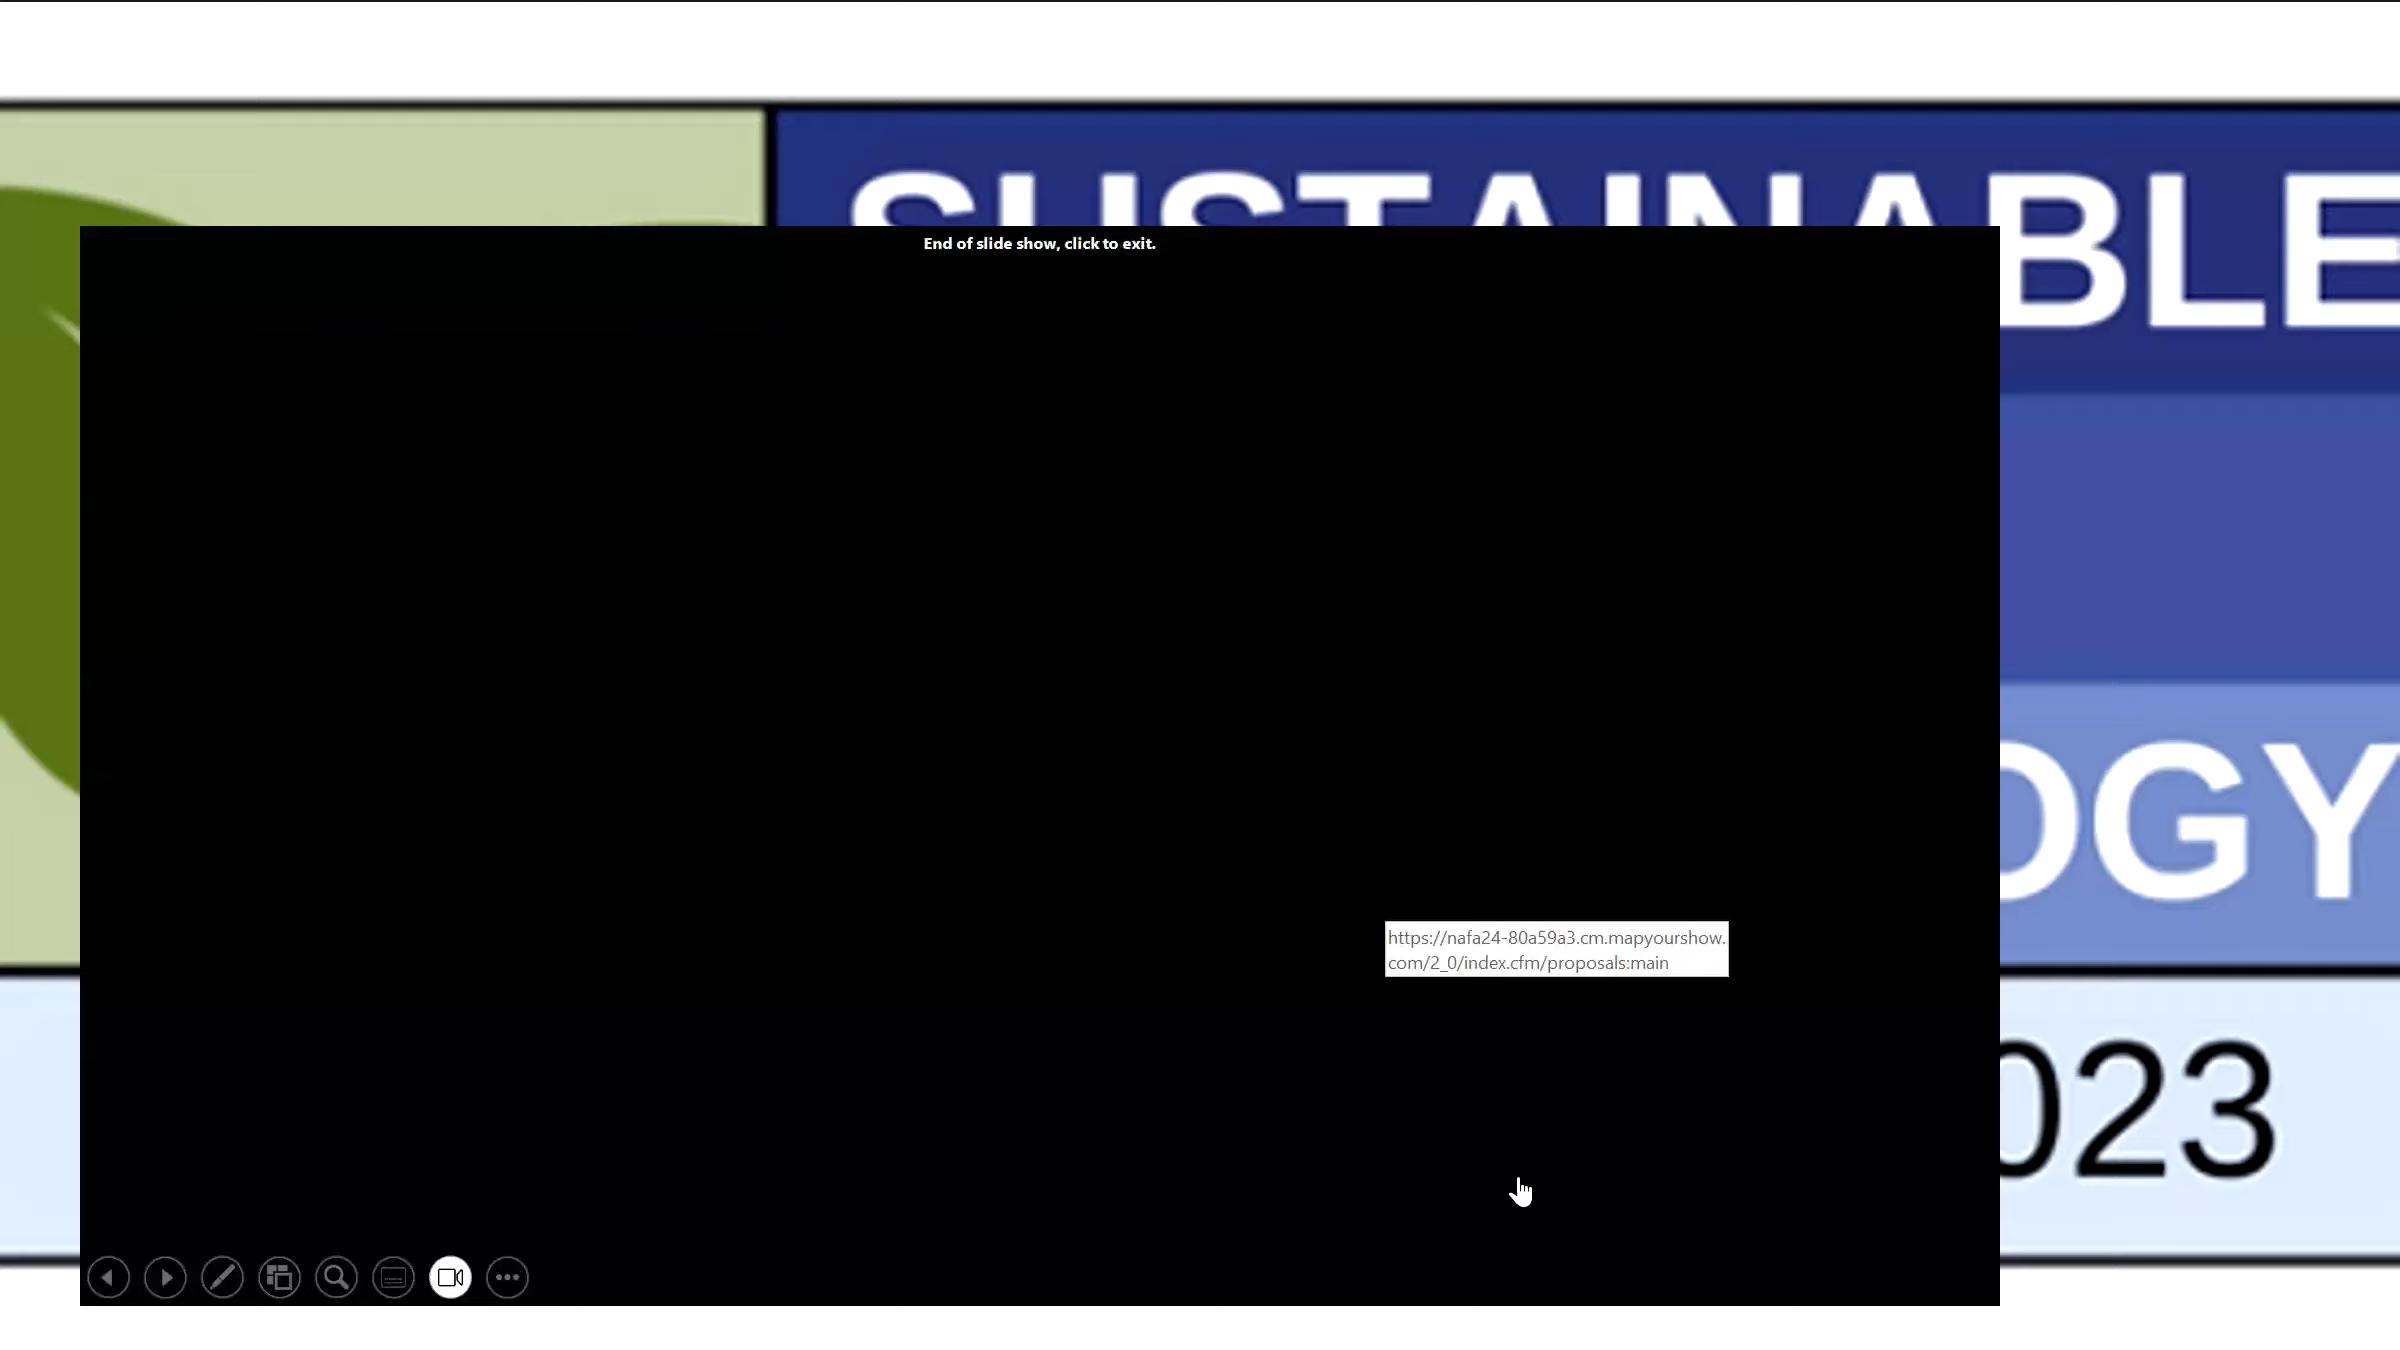 SUSTAINABLE
End of slide show, click to exit.
OGY
https://nafa24-80a59a3.cm.mapyourshow.
com/2_0/index.cfm/proposals:main
023